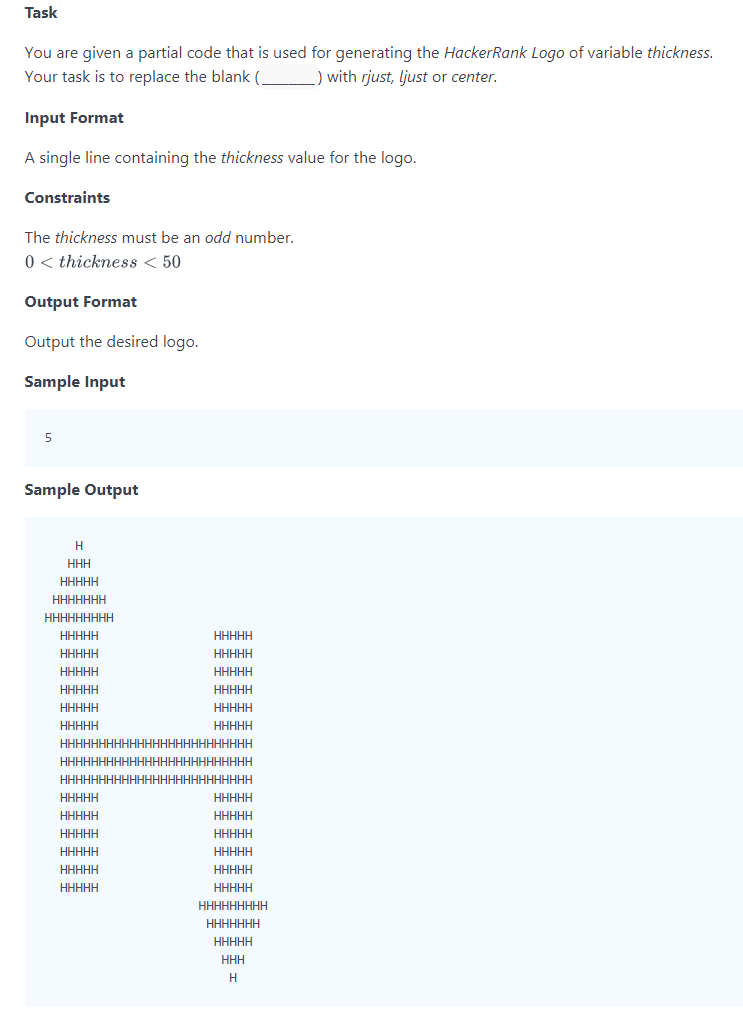 Task
You are given a partial code that is used for generating the HackerRank Logo of variable thickness.
Your task is to replace the blank (______) with rjust, ljust or center.
Input Format
A single line containing the thickness value for the logo.
Constraints
The thickness must be an odd number.
0 < thickness < 50
Output Format
Output the desired logo.
Sample Input
5
Sample Output
    H
   HHH
  HHHHH
 HHHHHHH
HHHHHHHHH
  HHHHH               HHHHH
  HHHHH               HHHHH
  HHHHH               HHHHH
  HHHHH               HHHHH
  HHHHH               HHHHH
  HHHHH               HHHHH
  HHHHHHHHHHHHHHHHHHHHHHHHH
  HHHHHHHHHHHHHHHHHHHHHHHHH
  HHHHHHHHHHHHHHHHHHHHHHHHH
  HHHHH               HHHHH
  HHHHH               HHHHH
  HHHHH               HHHHH
  HHHHH               HHHHH
  HHHHH               HHHHH
  HHHHH               HHHHH
                    HHHHHHHHH
                     HHHHHHH
                      HHHHH
                       HHH
                        H